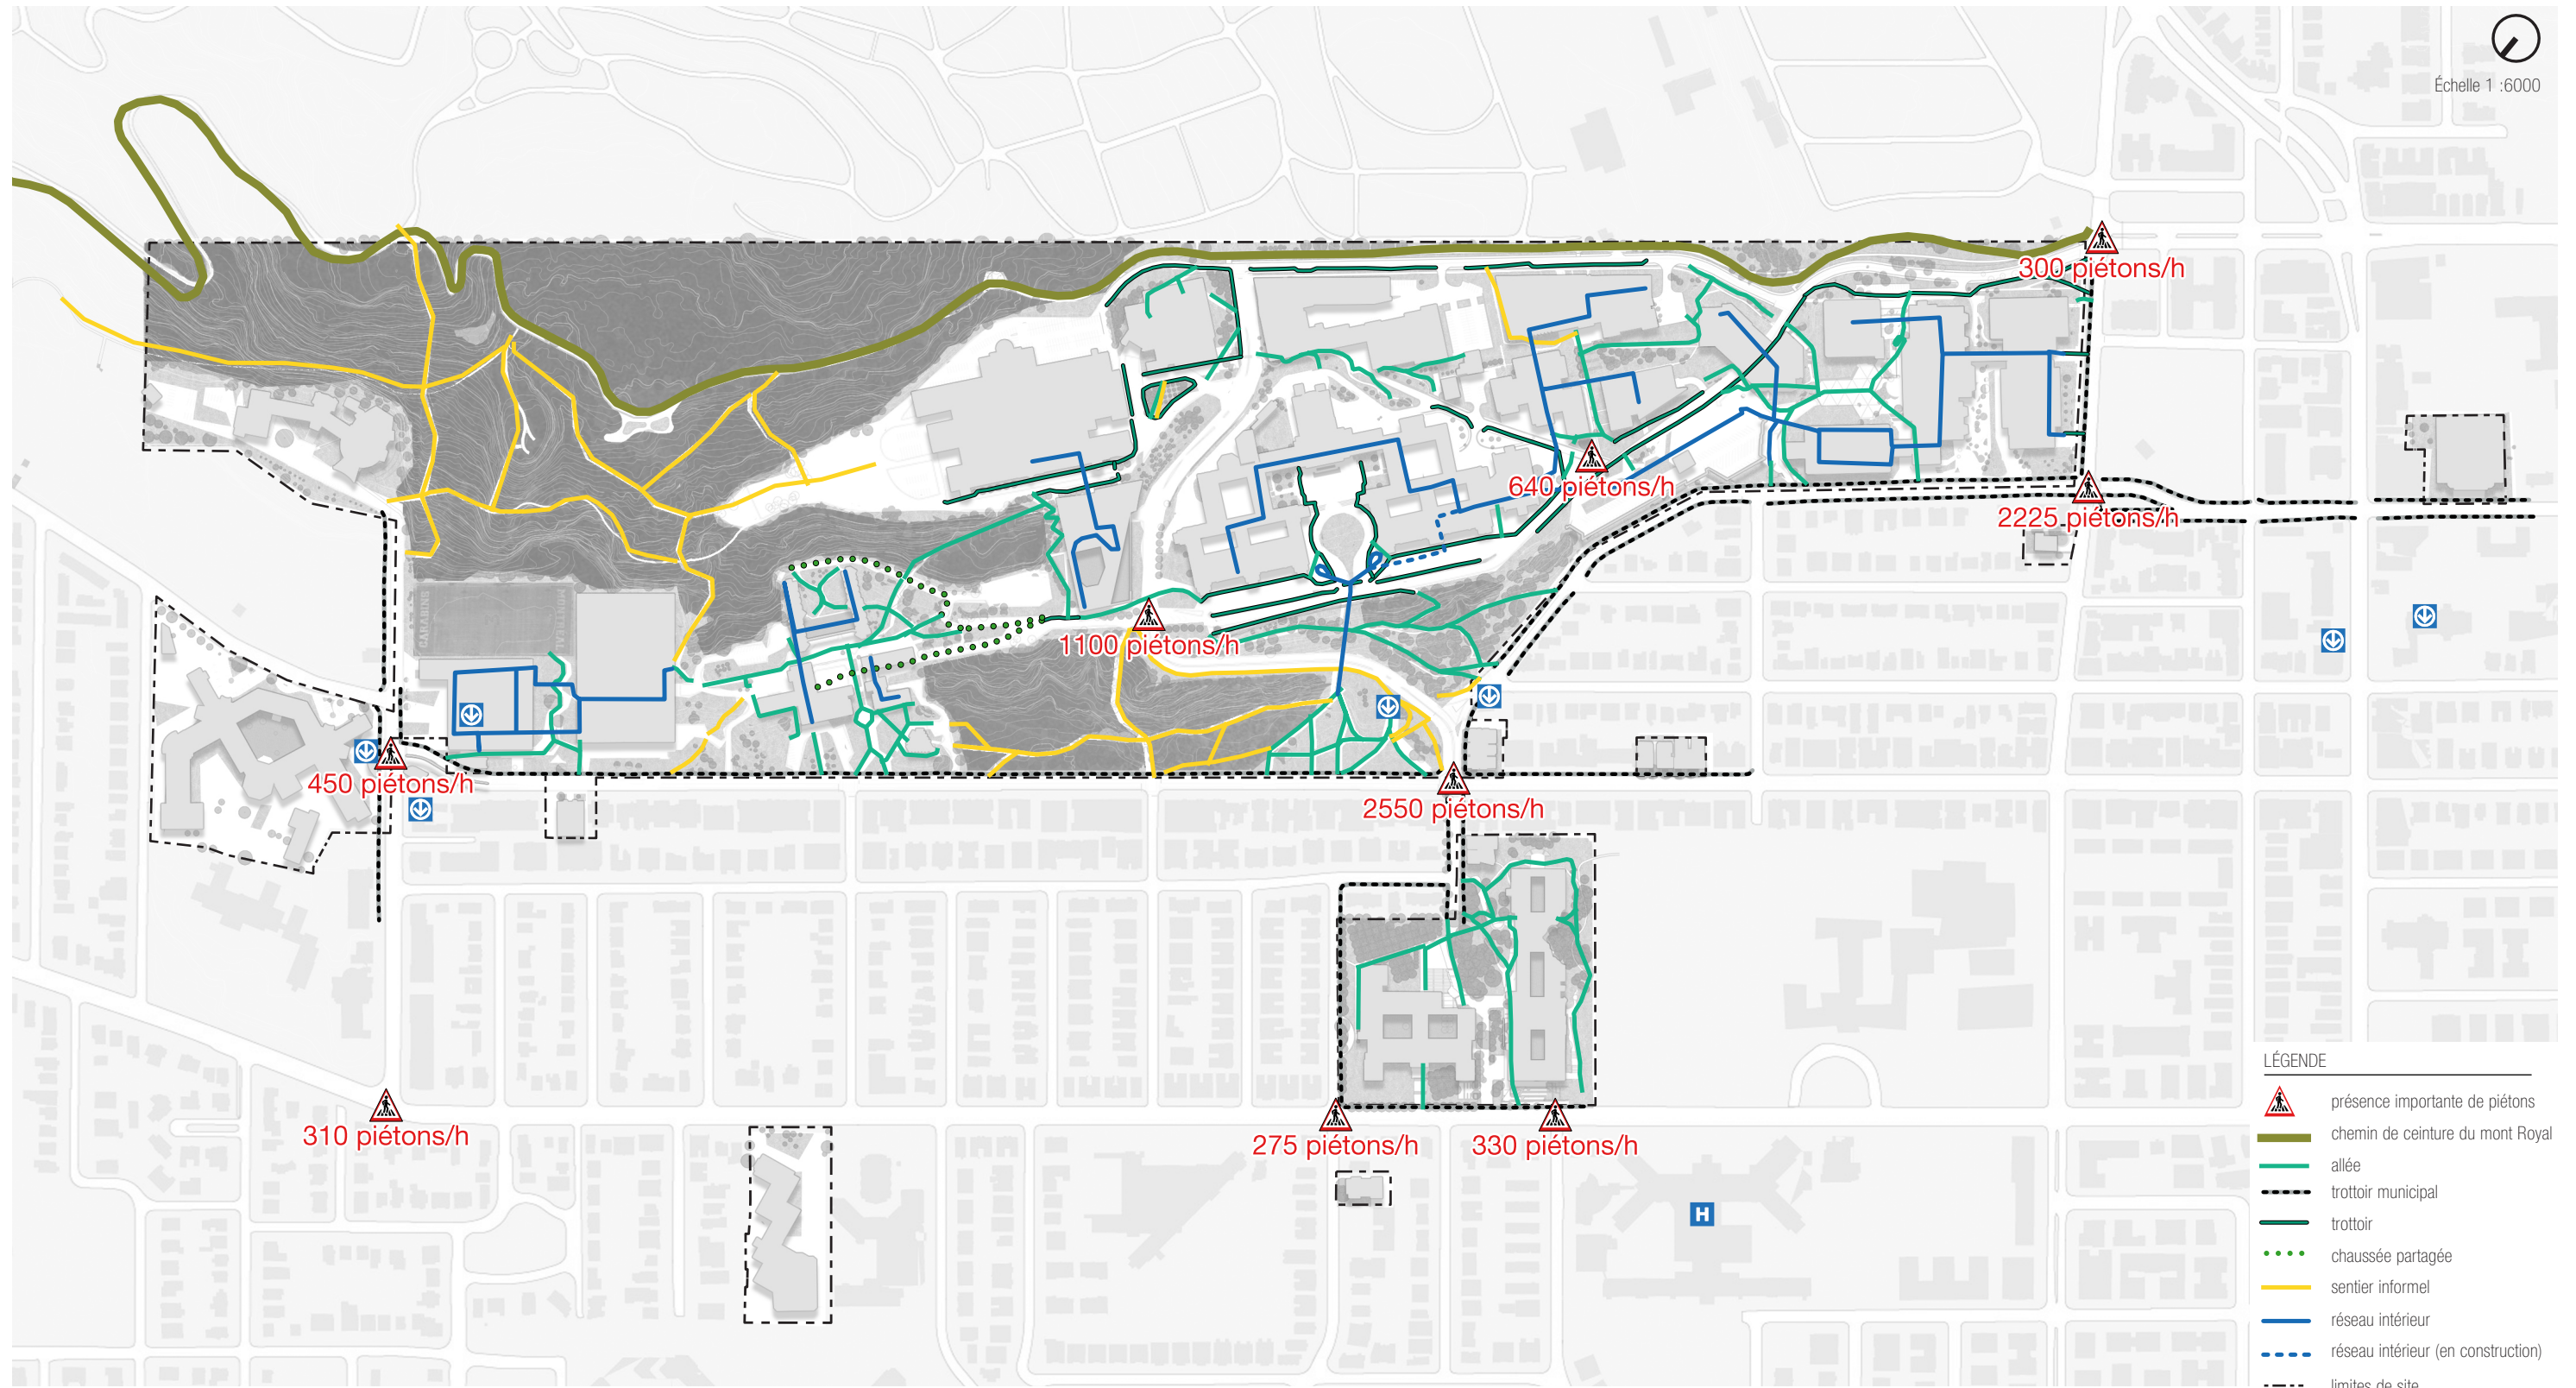 Échelle 1 :6000
300 piétons/h
640 piétons/h
2225 piétons/h
CARABINS
1100 piétons/h
450 piétons/h
2550 piétons/h
310 piétons/h
275 piétons/h
330 piétons/h
H
LÉGENDE
présence importante de piétons
chemin de ceinture du mont Royal
allée
trottoir municipal
trottoir
chaussée partagée
sentier informel
réseau intérieur
réseau intérieur (en construction)
limites de site